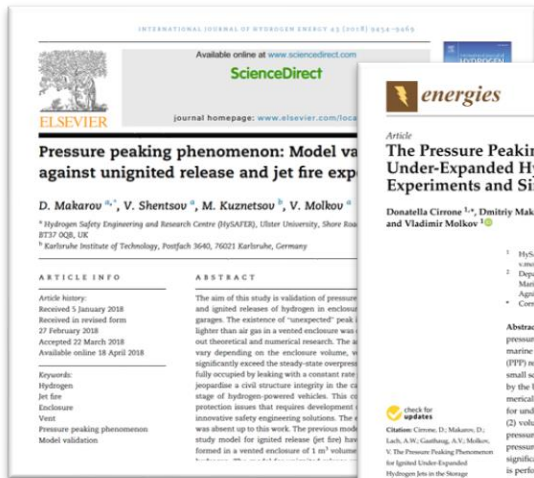 INTERNATIONAL JOURNAL OF HYDROGEN ENERGY 43 (2018) 9454-9469
Available online at www.sciencedirect.com
ScienceDirect
journal homepage: www.elsevier.com/loca
ELSEVIER
Pressure peaking phenomenon: Model va
against unignited release and jet fire exp
D. Makarov a,*, V. Shentsov a, M. Kuznetsov b, V. Molkov a
a Hydrogen Safety Engineering and Research Centre (HySAFER), Ulster University, Shore Roa
BT37 0QB, UK
b Karlsruhe Institute of Technology, Postfach 3640, 76021 Karlsruhe, Germany
ARTICLE INFO
Article history:
Received 5 January 2018
Received in revised form
27 February 2018
Accepted 22 March 2018
Available online 18 April 2018
Keywords:
Hydrogen
Jet fire
Enclosure
Vent
Pressure peaking phenomenon
Model validation
ABSTRACT
The aim of this study is validation of pressure
and ignited releases of hydrogen in enclosur
garages. The existence of "unexpected" peak i
lighter than air gas in a vented enclosure was
out theoretical and numerical research. The a
vary depending on the enclosure volume, v
significantly exceed the steady-state overpress
fully occupied by leaking with a constant rate
jeopardise a civil structure integrity in the ca
stage of hydrogen-powered vehicles. This c
protection issues that requires development
innovative safety engineering solutions. The
was absent up to this work. The previous mode
study model for ignited release (jet fire) hav
formed in a vented enclosure of 1 m3 volume
energies
Article
The Pressure Peakin
Under-Expanded Hy
Experiments and Si
Donatella Cirrone 1,*, Dmitriy Mak
and Vladimir Molkov 1
1 HySA
v.mo
2 Depa
Mari
Agn
* Corr
Abstrac
pressur
marine
(PPP) re
small sc
by the l
merical
for und
(2) volu
pressur
pressur
signific
is perfo
check for
updates
Citation: Cirrone, D.; Makarov, D.;
Lach, A.W.; Gaathaug, A.V.; Molkov,
V. The Pressure Peaking Phenomenon
for Ignited Under-Expanded
Hydrogen Jets in the Storage